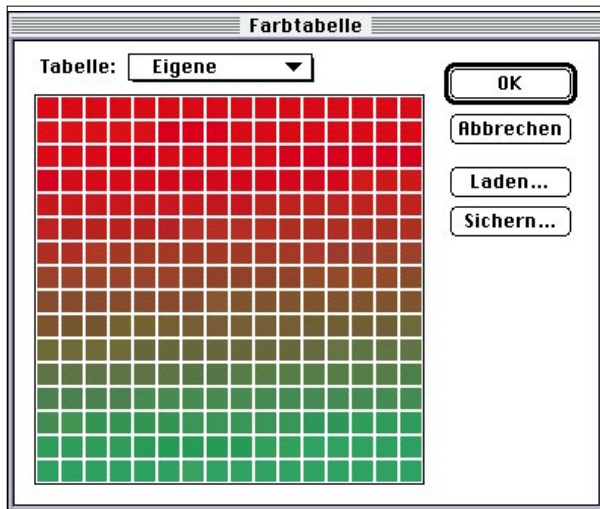 Farbtabelle
Tabelle: Eigene
OK
Abbrechen
Laden...
Sichern...